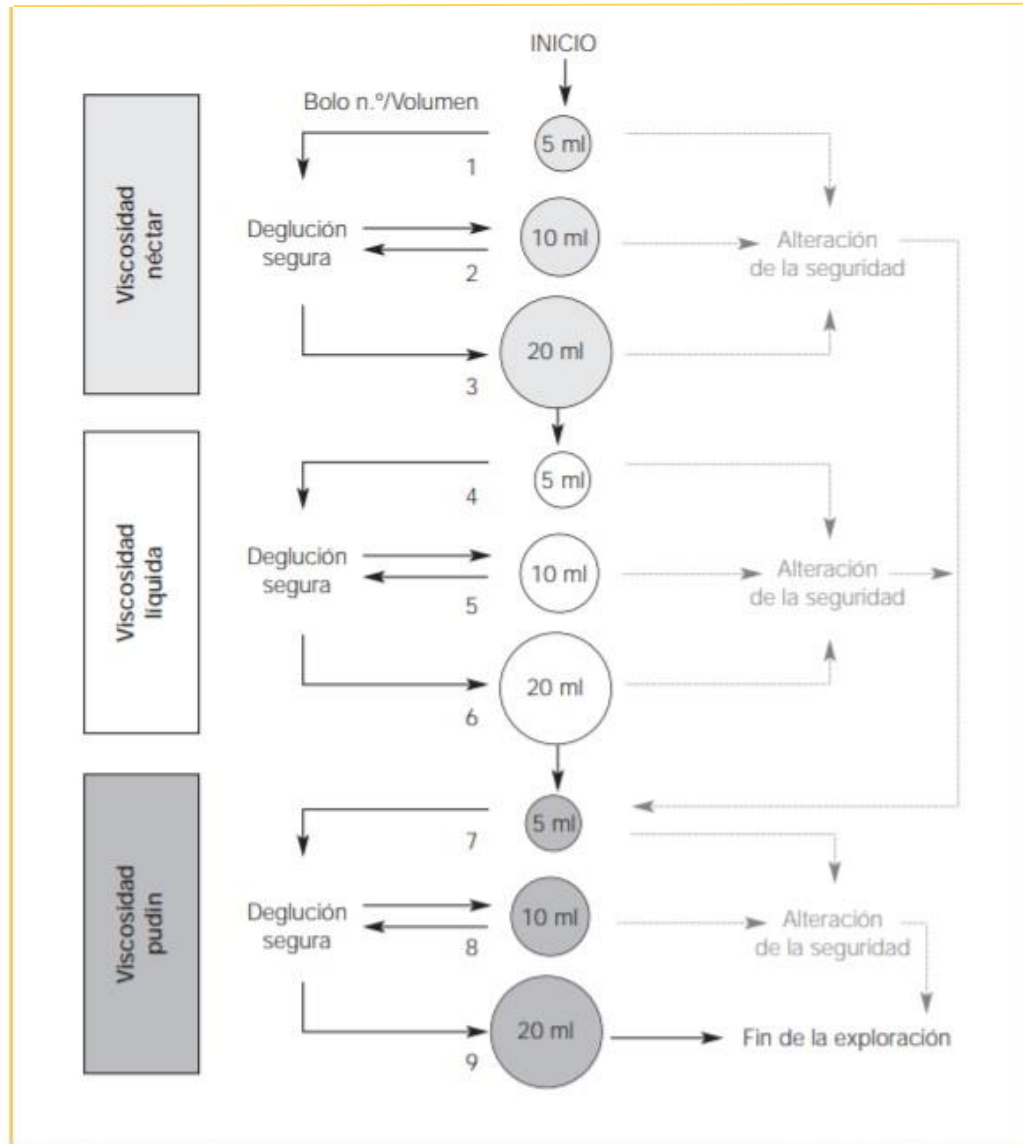 INICIO
Bolo n.º/Volumen
Viscosidad
néctar
5 ml
1
Deglución
segura
10 ml
2
Alteración
de la seguridad
20 ml
3
Viscosidad
líquida
5 ml
4
Deglución
segura
10 ml
5
Alteración
de la seguridad
20 ml
6
Viscosidad
pudin
5 ml
7
Deglución
segura
10 ml
8
Alteración
de la seguridad
20 ml
9
Fin de la exploración